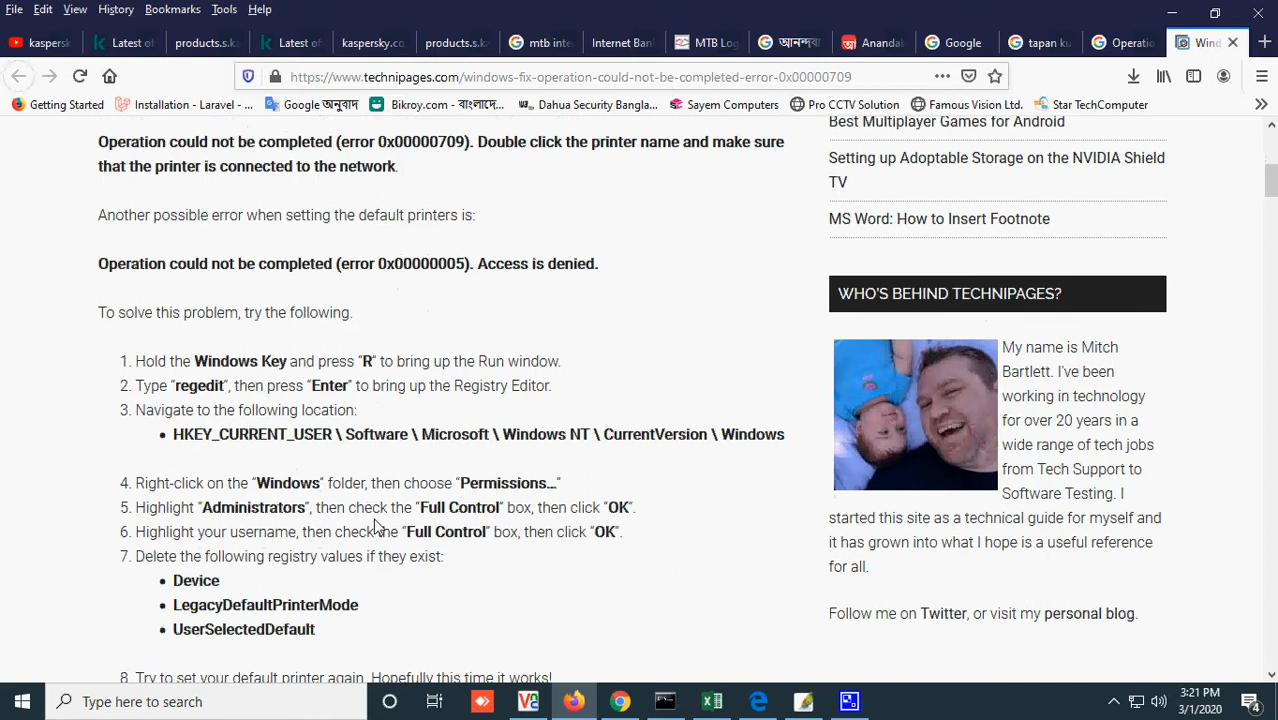 File Edit View History Bookmarks Tools Help
kaspersk
Latest of
products.s.ka
Latest of
kaspersky.co
products.s.ka
mtb inte
Internet Ban
MTB Log
আনন্দবা
Ananda
Google
tapan ku
Operatio
Wind
https://www.technipages.com/windows-fix-operation-could-not-be-completed-error-0x00000709
Getting Started
Installation - Laravel -...
Google অনুবাদ
Bikroy.com - বাংলাদে...
Dahua Security Bangla...
Sayem Computers
Pro CCTV Solution
Famous Vision Ltd.
Star TechComputer
Operation could not be completed (error 0x00000709). Double click the printer name and make sure
that the printer is connected to the network.
Another possible error when setting the default printers is:
Operation could not be completed (error 0x00000005). Access is denied.
To solve this problem, try the following.
1. Hold the Windows Key and press “R” to bring up the Run window.
2. Type “regedit”, then press “Enter” to bring up the Registry Editor.
3. Navigate to the following location:
• HKEY_CURRENT_USER \ Software \ Microsoft \ Windows NT \ CurrentVersion \ Windows
4. Right-click on the “Windows” folder, then choose “Permissions…”
5. Highlight “Administrators”, then check the “Full Control” box, then click “OK”.
6. Highlight your username, then check the “Full Control” box, then click “OK”.
7. Delete the following registry values if they exist:
• Device
• LegacyDefaultPrinterMode
• UserSelectedDefault
8. Try to set your default printer again. Hopefully this time it works!
Best Multiplayer Games for Android
Setting up Adoptable Storage on the NVIDIA Shield
TV
MS Word: How to Insert Footnote
WHO'S BEHIND TECHNIPAGES?
My name is Mitch
Bartlett. I've been
working in technology
for over 20 years in a
wide range of tech jobs
from Tech Support to
Software Testing. I
started this site as a technical guide for myself and
it has grown into what I hope is a useful reference
for all.
Follow me on Twitter, or visit my personal blog.
Type here to search
3:21 PM
3/1/2020
4